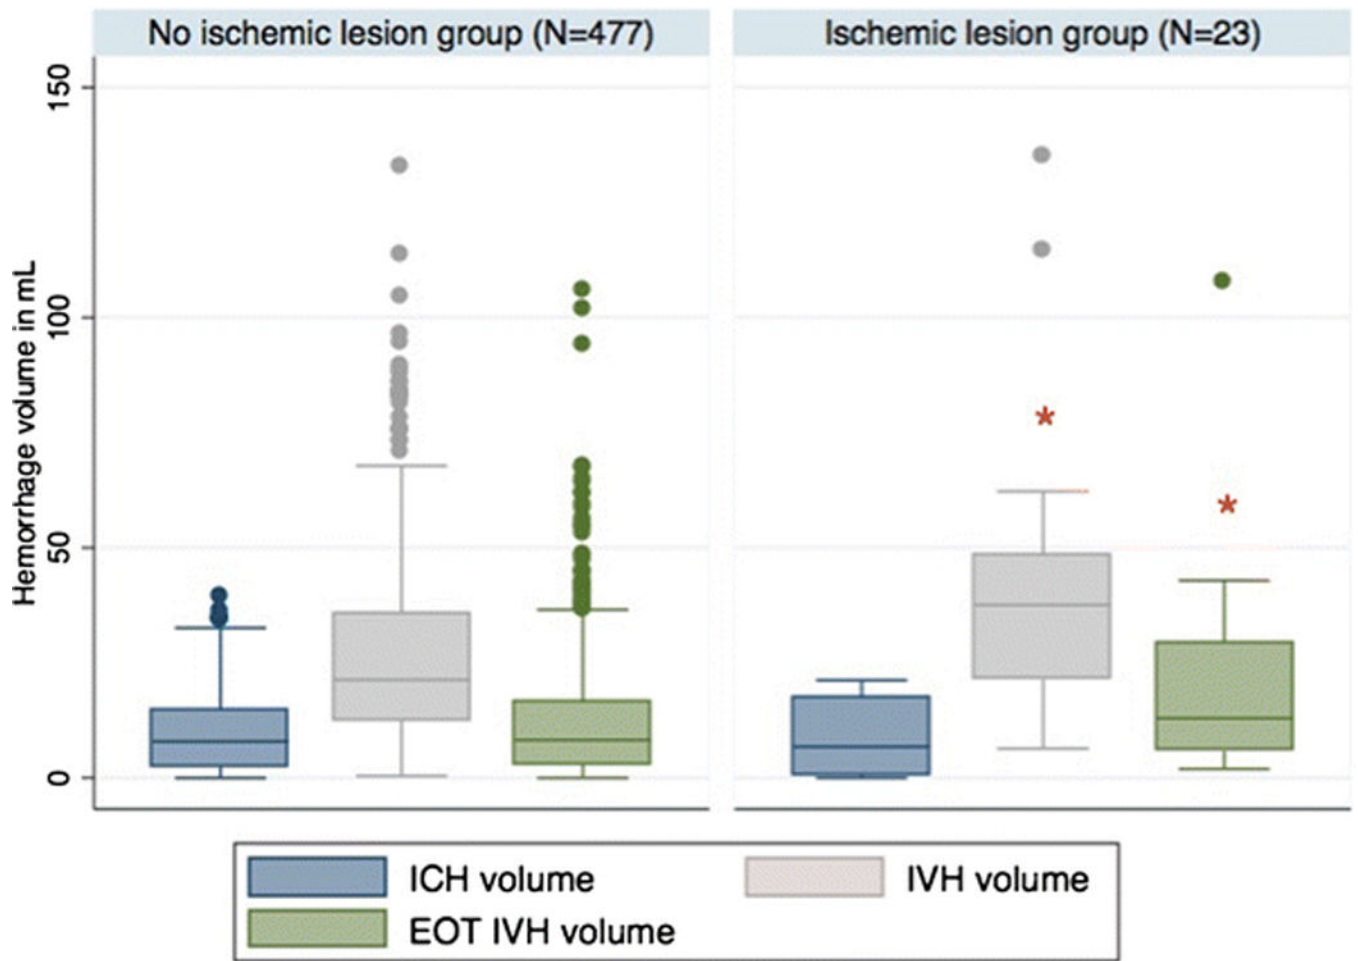 No ischemic lesion group (N=477)
Ischemic lesion group (N=23)
Hemorrhage volume in mL
150
100
50
0
*
*
ICH volume
IVH volume
EOT IVH volume